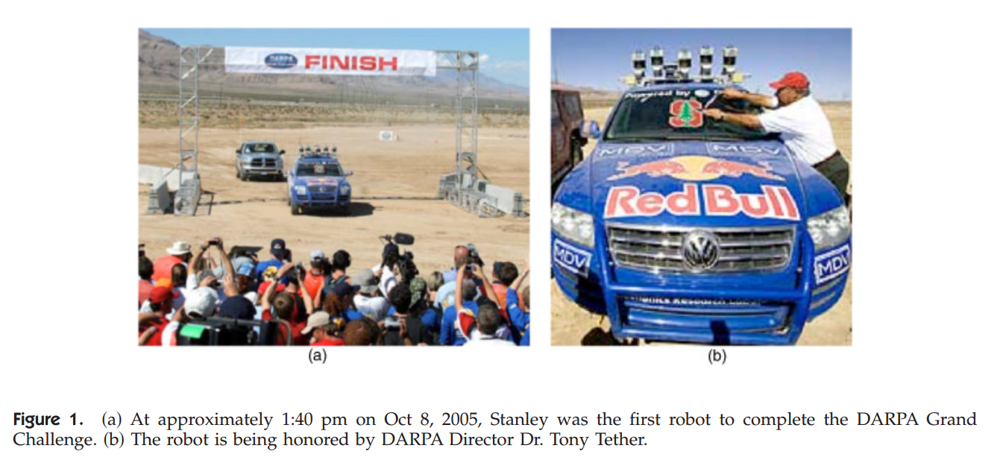 DARPA FINISH
Powered by
S
MDV MDV
Red Bull
MDV MDV
(a) (b)
Figure 1. (a) At approximately 1:40 pm on Oct 8, 2005, Stanley was the first robot to complete the DARPA Grand
Challenge. (b) The robot is being honored by DARPA Director Dr. Tony Tether.